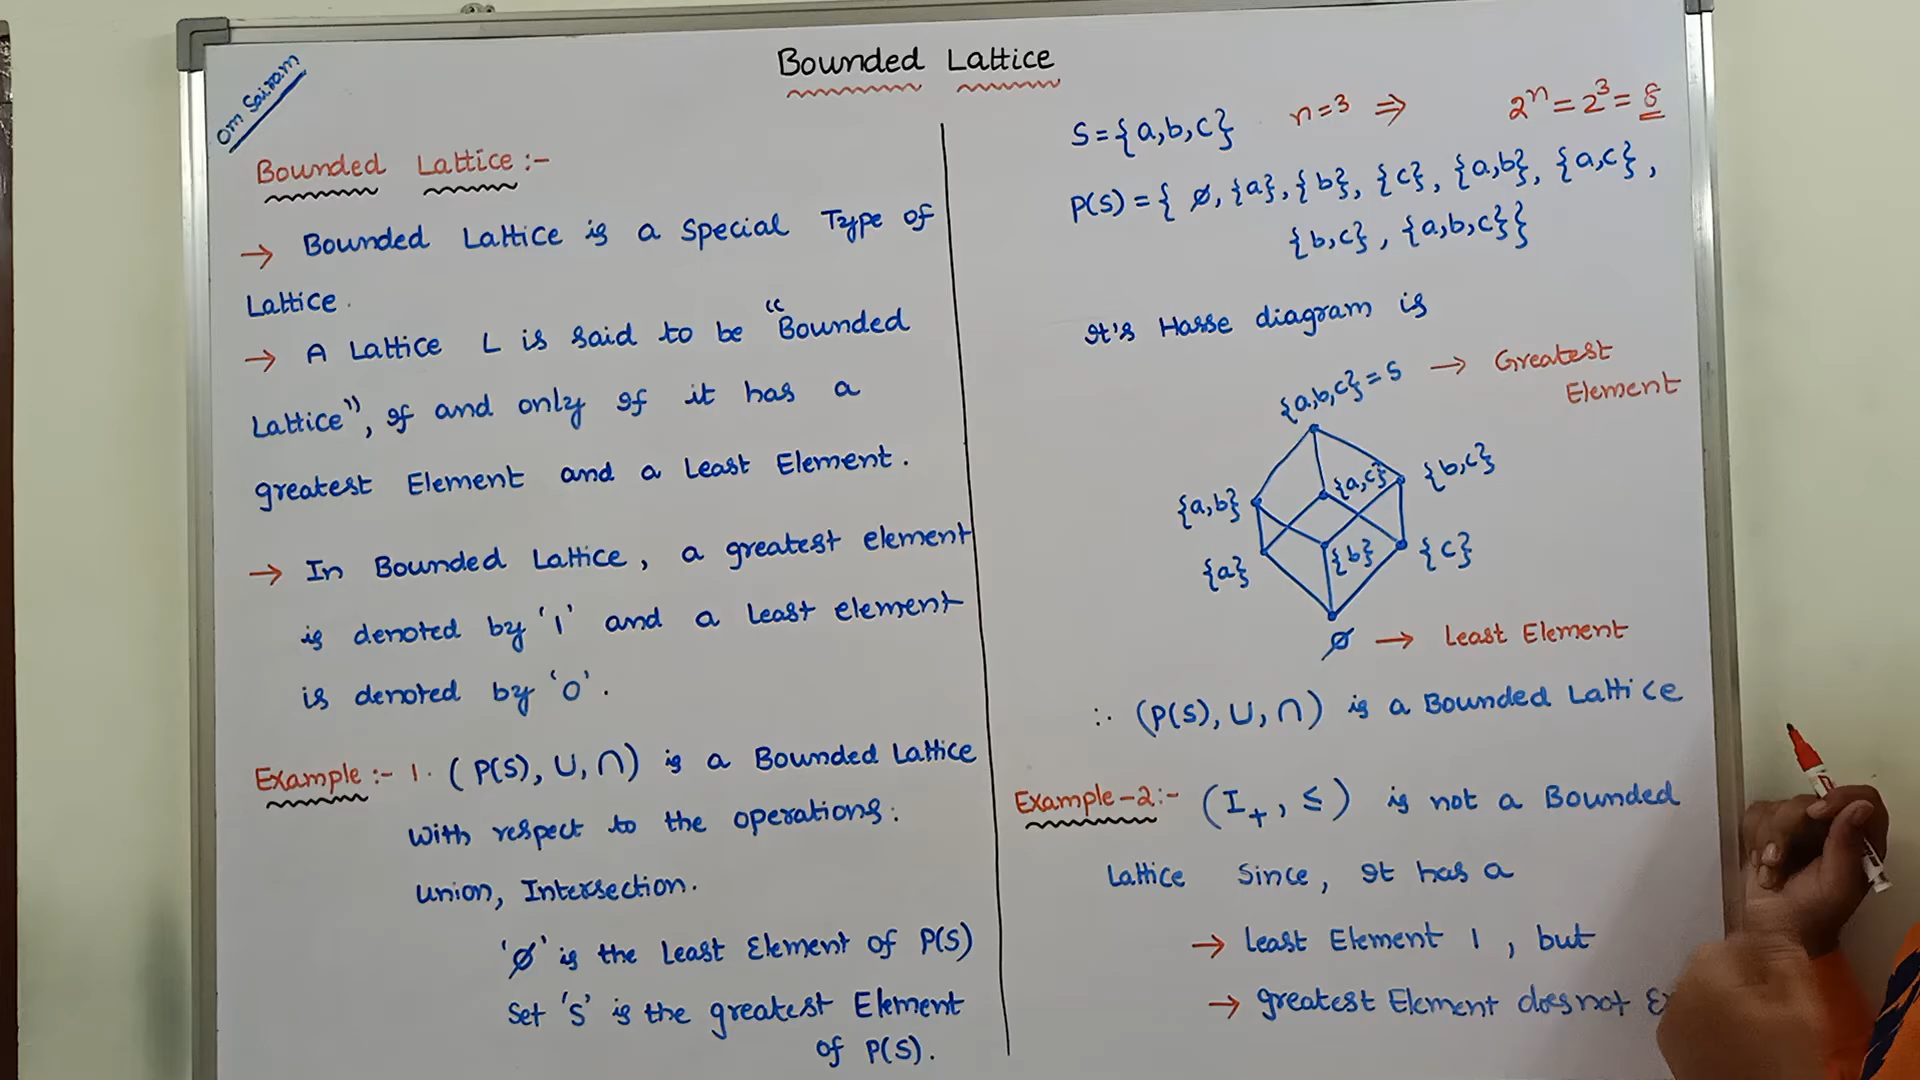 Bounded Lattice
Om Sairam
Bounded Lattice :-
→ Bounded Lattice is a Special Type of
Lattice.
→ A Lattice L is said to be "Bounded
Lattice", if and only if it has a
greatest Element and a Least Element.
→ In Bounded Lattice, a greatest element
is denoted by '1' and a Least element
is denoted by '0'.
Example :- 1. (P(S), ∪, ∩) is a Bounded Lattice
with respect to the operations:
union, Intersection.
'ø' is the Least Element of P(S)
Set 'S' is the greatest Element
of P(S).
S = {a,b,c} n=3 ⇒ 2ⁿ = 2³ = 8
P(S) = { ø, {a}, {b}, {c}, {a,b}, {a,c},
{b,c}, {a,b,c}}
It's Hasse diagram is
{a,b,c} = S → Greatest
Element
{a,b} {a,c} {b,c}
{a} {b} {c}
ø → Least Element
∴ (P(S), ∪, ∩) is a Bounded Lattice
Example-2:- (I₊, ≤) is not a Bounded
Lattice Since, It has a
→ Least Element 1, but
→ greatest Element does not